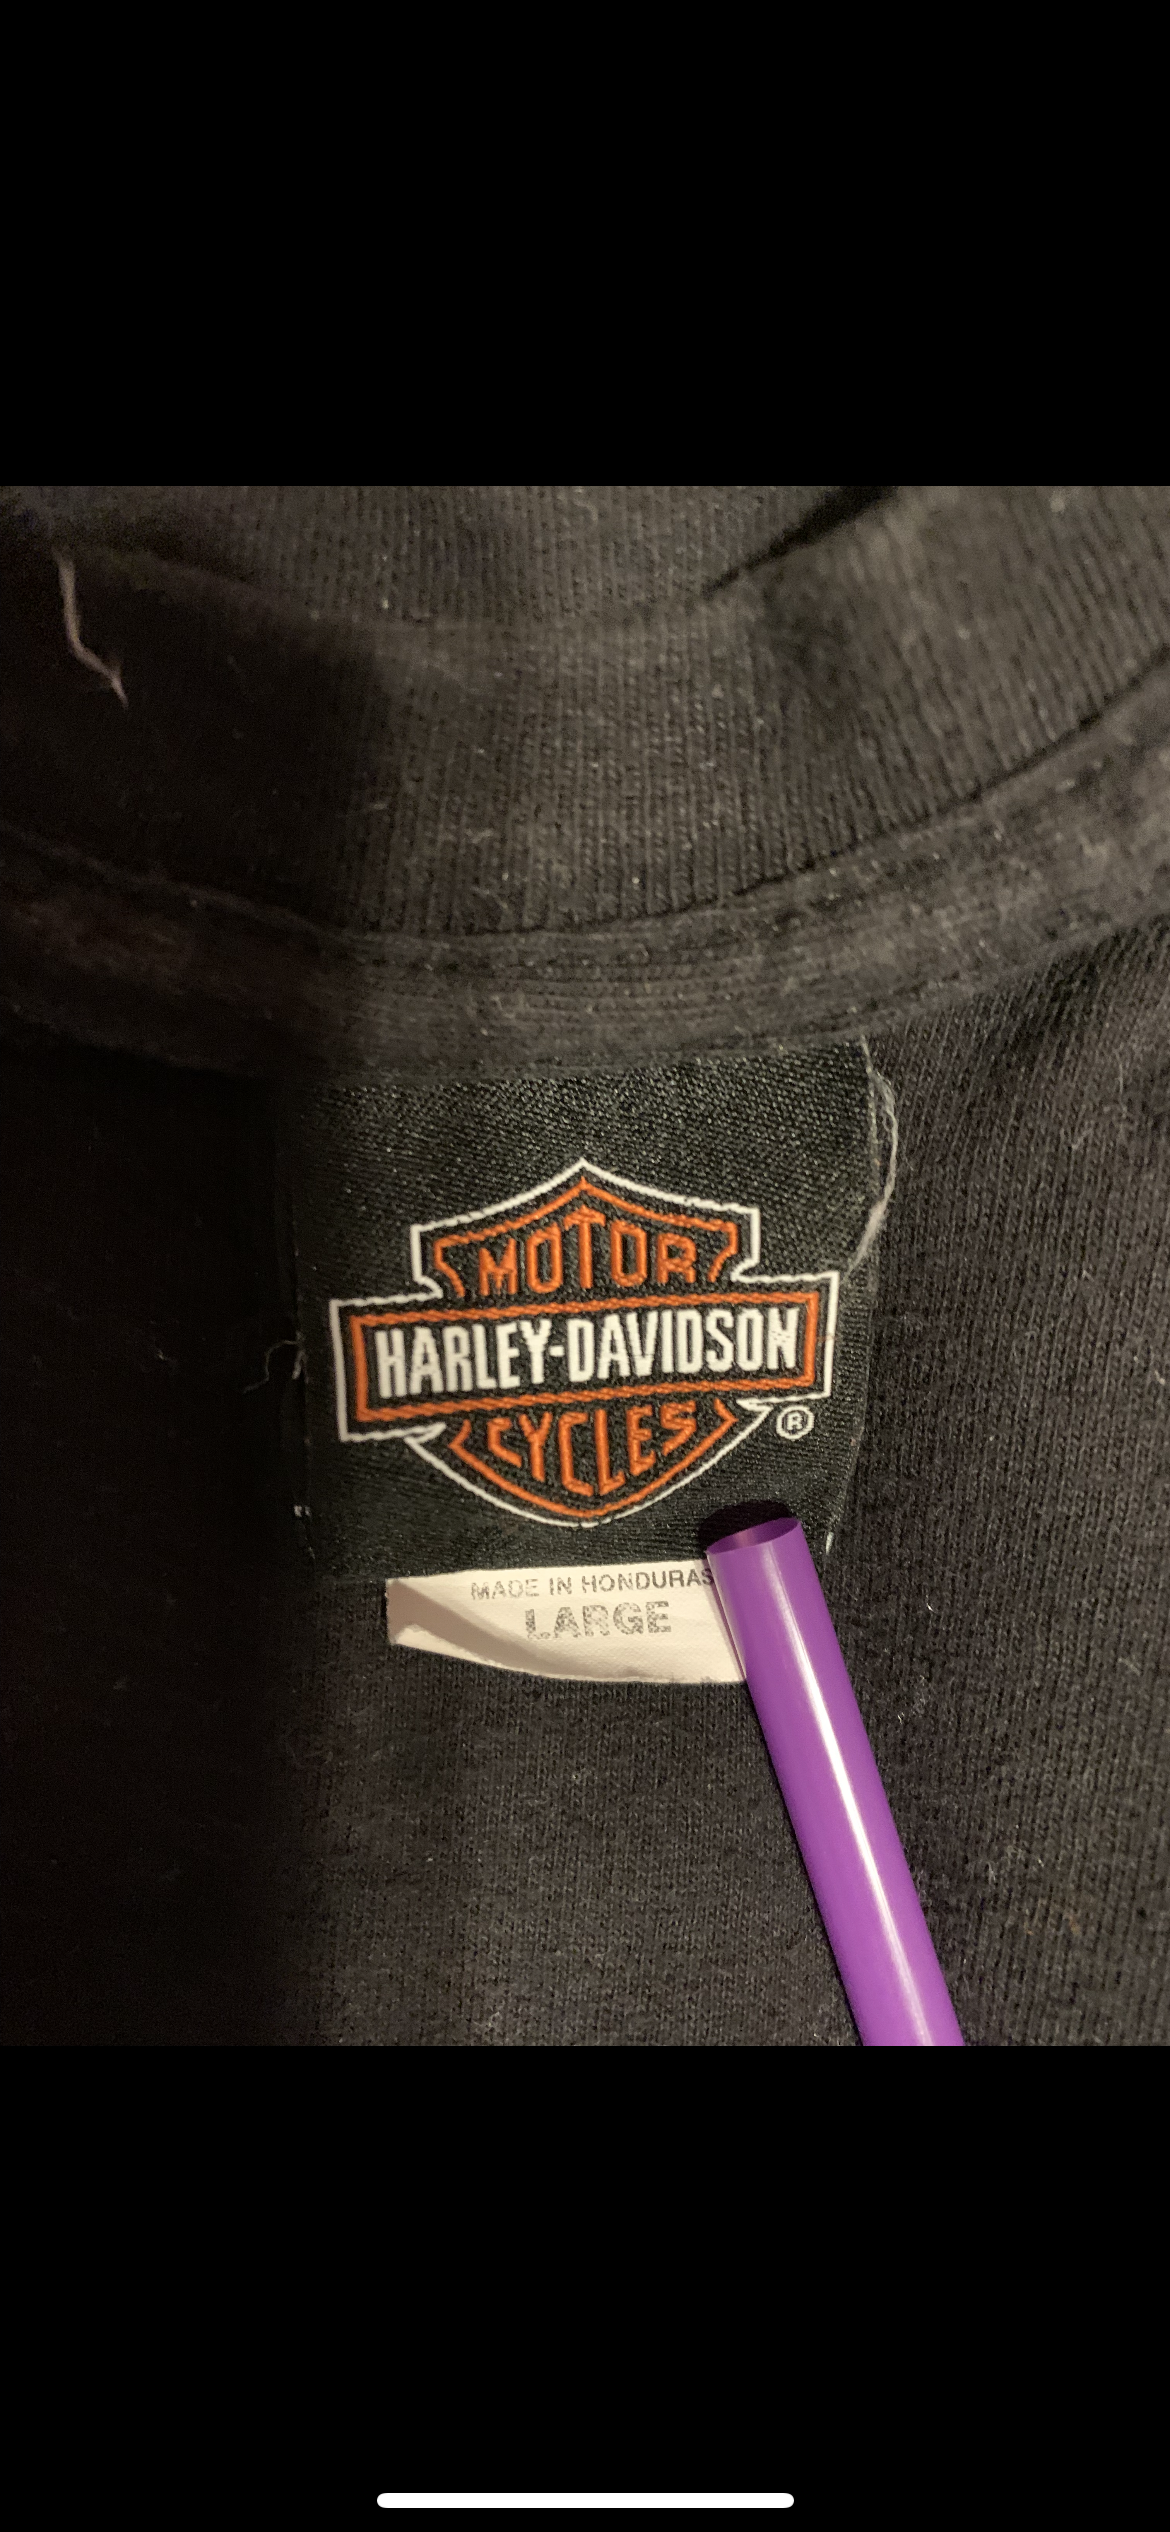 MOTOR
HARLEY-DAVIDSON
CYCLES
®
MADE IN HONDURAS
LARGE